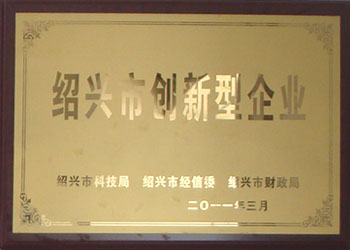 绍兴市创新型企业
绍兴市科技局 绍兴市经信委 绍兴市财政局
二〇一一年三月